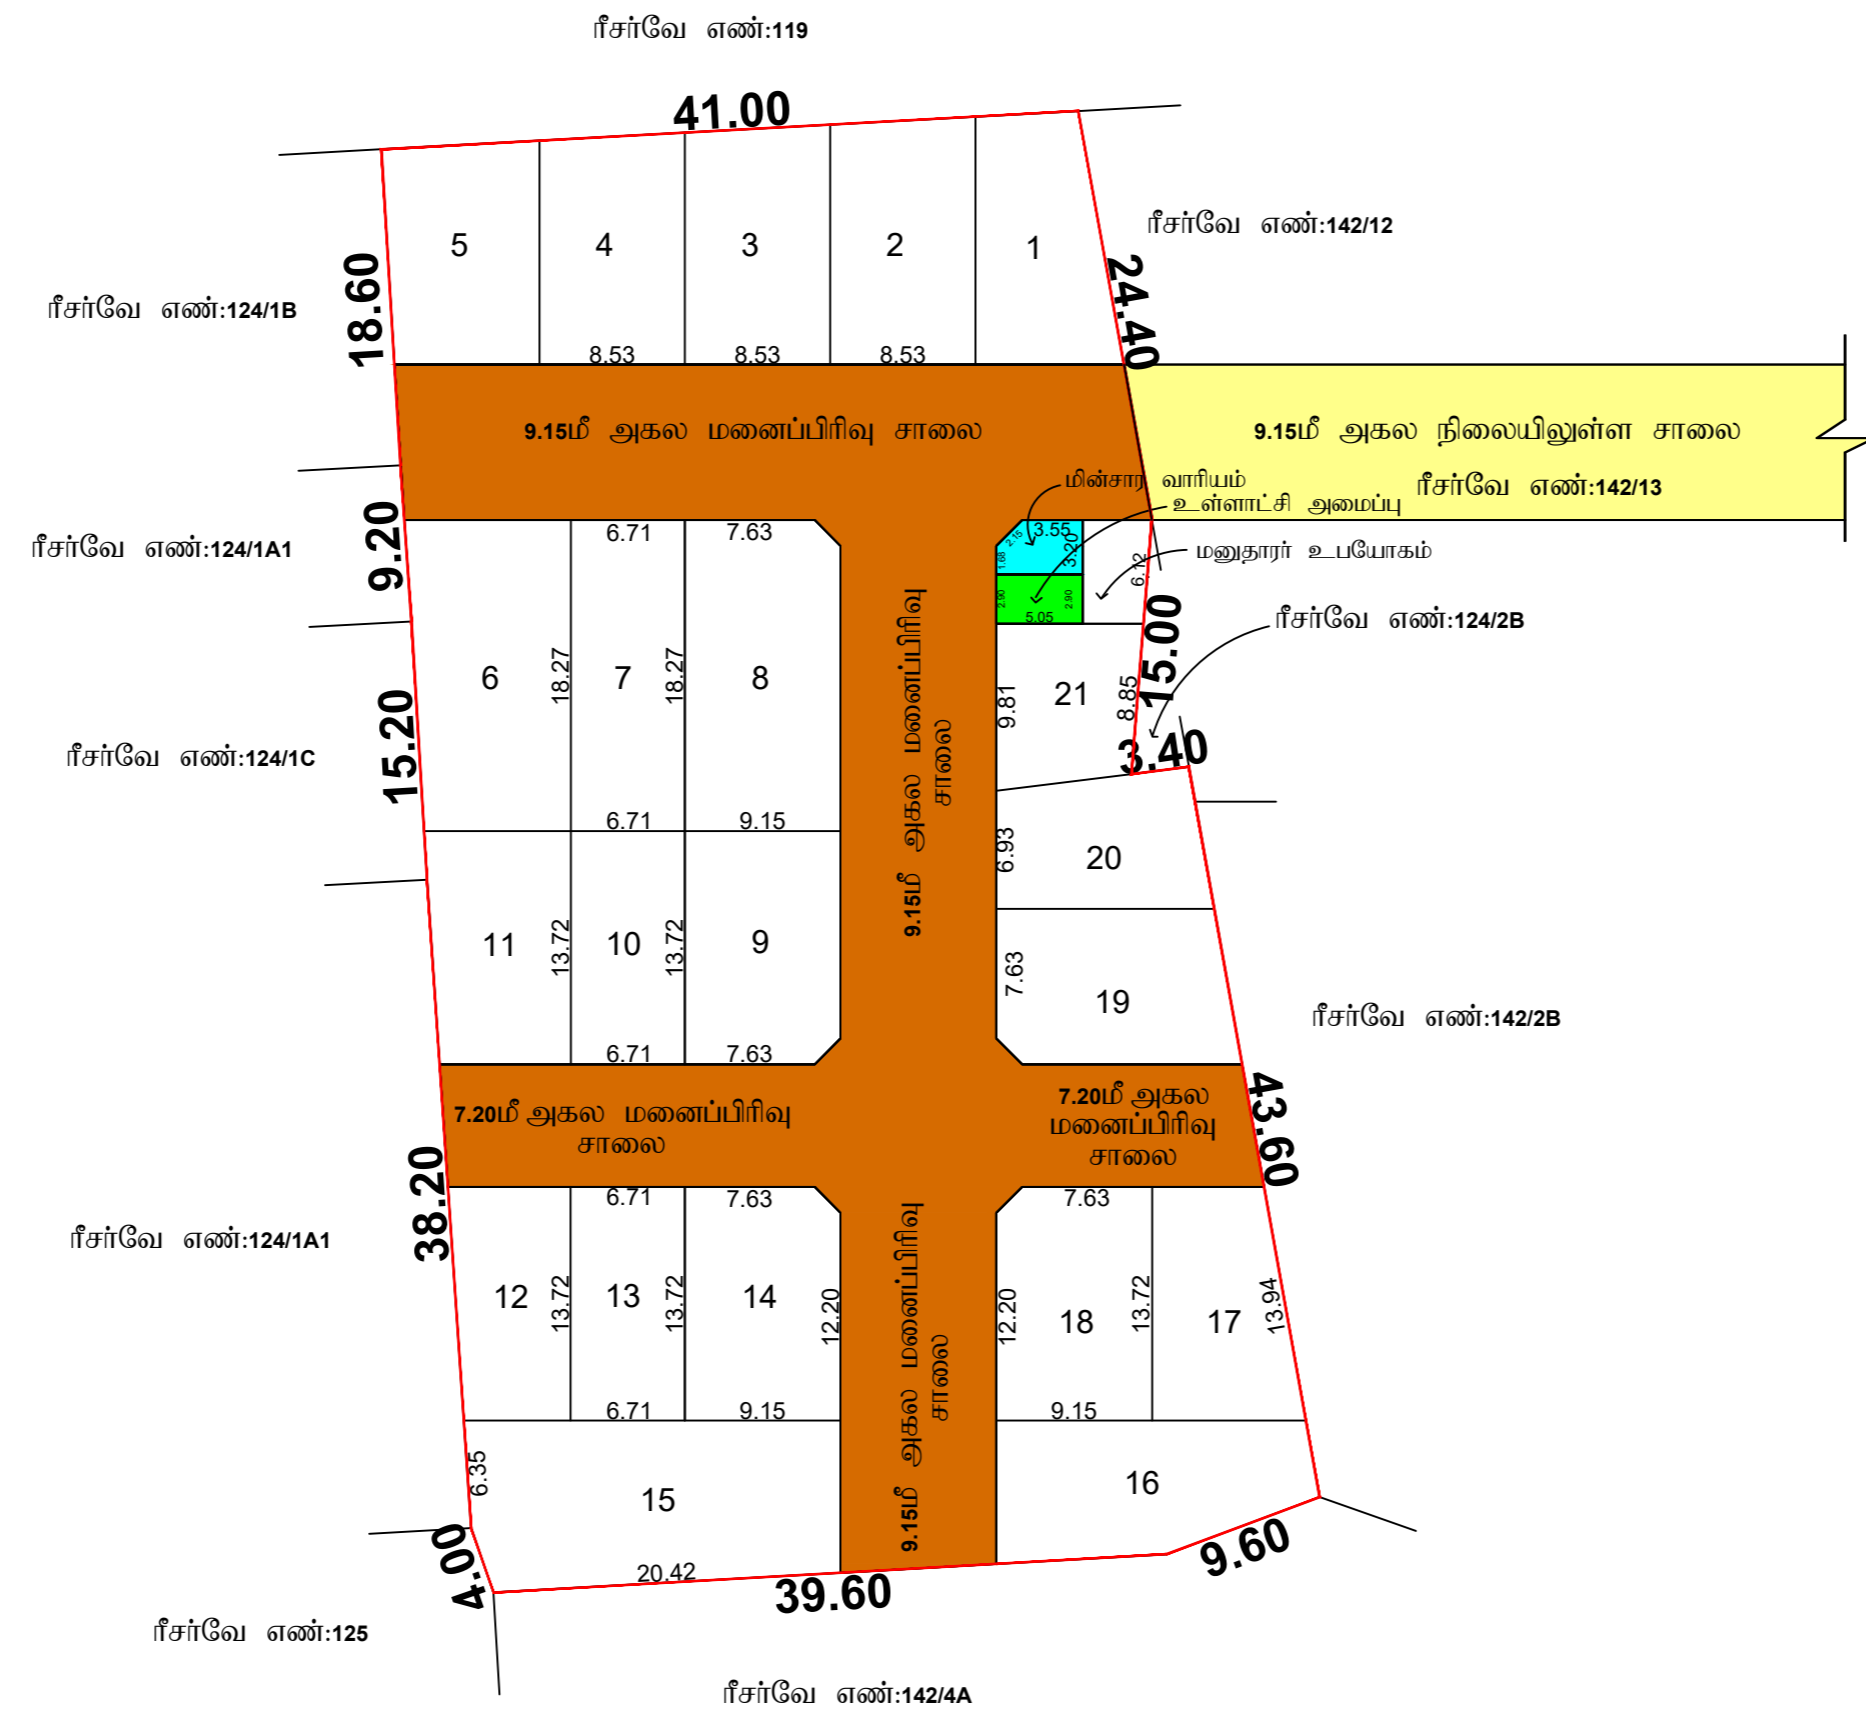 ரீசர்வே எண்:119
41.00
ரீசர்வே எண்:142/12
5
4
3
2
1
18.60
24.40
ரீசர்வே எண்:124/1B
8.53
8.53
8.53
9.15மீ அகல மனைப்பிரிவு சாலை
9.15மீ அகல நிலையிலுள்ள சாலை
மின்சார வாரியம்
ரீசர்வே எண்:142/13
உள்ளாட்சி அமைப்பு
ரீசர்வே எண்:124/1A1
9.20
6.71
7.63
2.15
3.55
1.68
3.20
6.12
மனுதாரர் உபயோகம்
2.90
2.90
5.05
ரீசர்வே எண்:124/2B
15.00
6
18.27
7
18.27
8
9.15மீ அகல மனைப்பிரிவு
சாலை
9.81
21
8.85
3.40
15.20
ரீசர்வே எண்:124/1C
6.71
9.15
6.93
20
11
13.72
10
13.72
9
7.63
19
ரீசர்வே எண்:142/2B
6.71
7.63
7.20மீ அகல மனைப்பிரிவு
சாலை
7.20மீ அகல
மனைப்பிரிவு
சாலை
43.60
38.20
6.71
7.63
7.63
ரீசர்வே எண்:124/1A1
12
13.72
13
13.72
14
12.20
9.15மீ அகல மனைப்பிரிவு
சாலை
12.20
18
13.72
17
13.94
6.71
9.15
9.15
6.35
15
16
4.00
20.42
39.60
9.60
ரீசர்வே எண்:125
ரீசர்வே எண்:142/4A